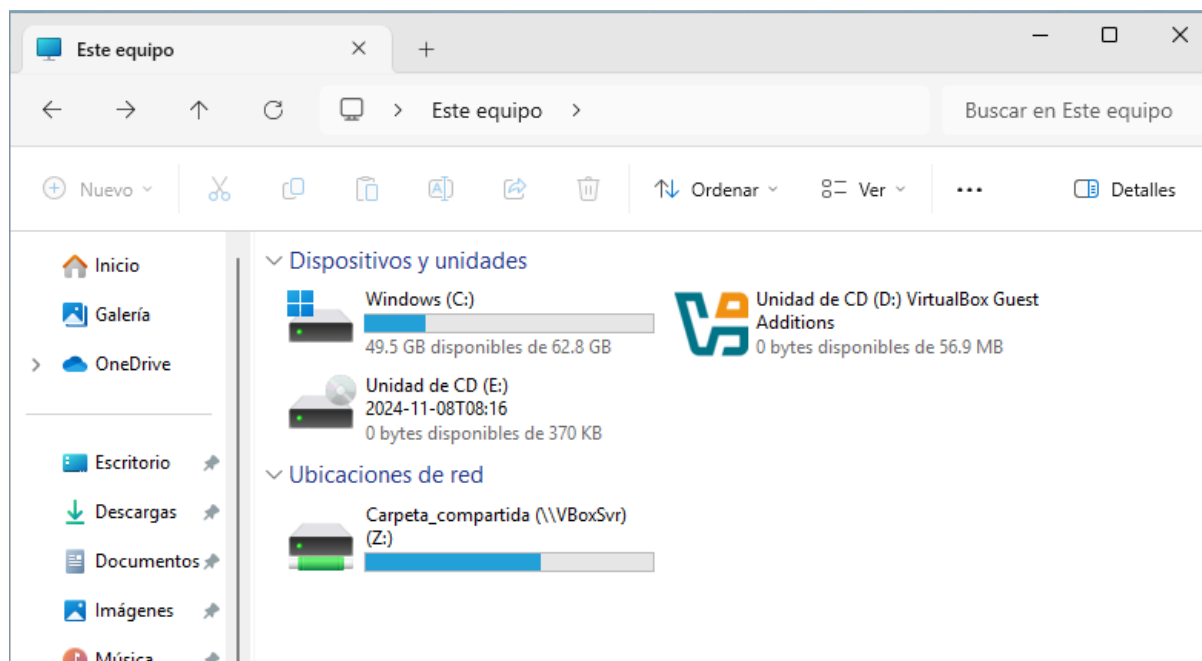 Este equipo
Este equipo
Buscar en Este equipo
Nuevo
Ordenar
Ver
Detalles
Inicio
Galería
OneDrive
Escritorio
Descargas
Documentos
Imágenes
Música
Dispositivos y unidades
Windows (C:)
49.5 GB disponibles de 62.8 GB
Unidad de CD (D:) VirtualBox Guest
Additions
0 bytes disponibles de 56.9 MB
Unidad de CD (E:)
2024-11-08T08:16
0 bytes disponibles de 370 KB
Ubicaciones de red
Carpeta_compartida (\\VBoxSvr)
(Z:)